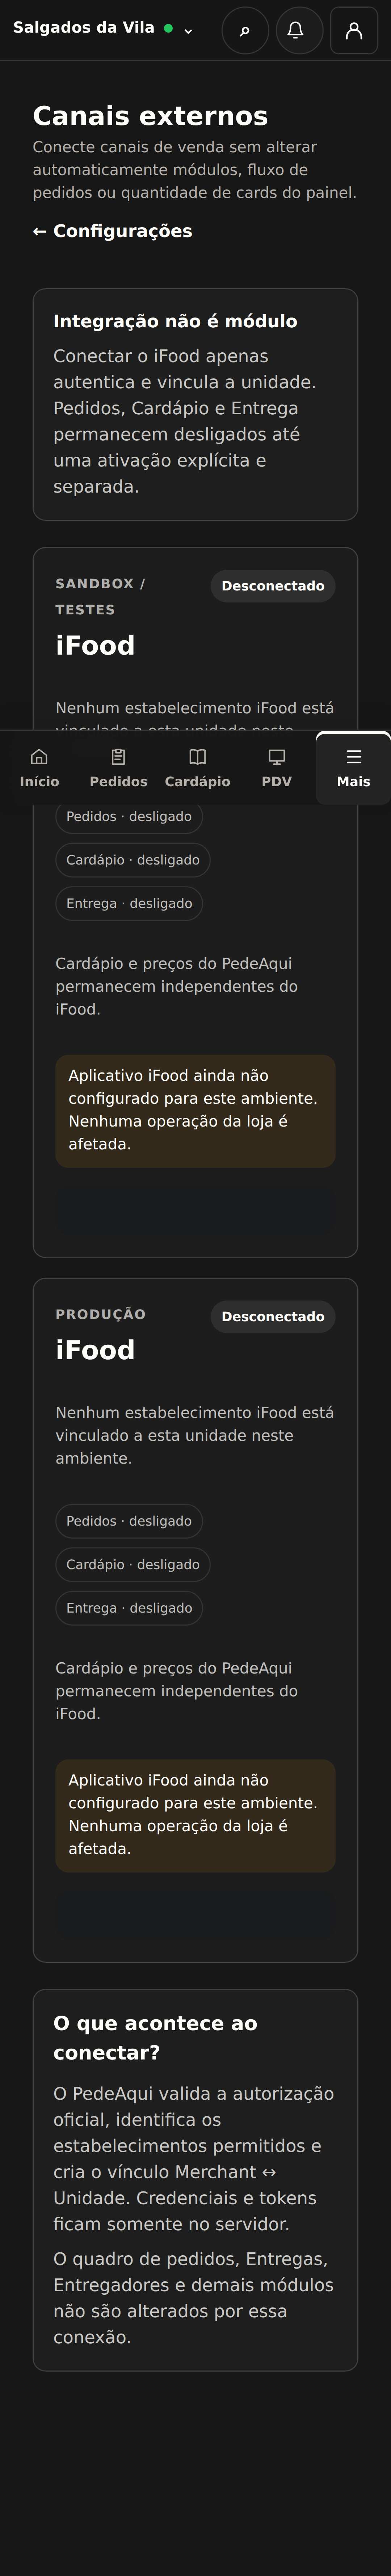 Salgados da Vila
Canais externos
Conecte canais de venda sem alterar
automaticamente módulos, fluxo de
pedidos ou quantidade de cards do painel.
← Configurações
Integração não é módulo
Conectar o iFood apenas
autentica e vincula a unidade.
Pedidos, Cardápio e Entrega
permanecem desligados até
uma ativação explícita e
separada.
SANDBOX /
TESTES
Desconectado
iFood
Nenhum estabelecimento iFood está
vinculado a esta unidade neste
Início Pedidos Cardápio PDV Mais
Pedidos · desligado
Cardápio · desligado
Entrega · desligado
Cardápio e preços do PedeAqui
permanecem independentes do
iFood.
Aplicativo iFood ainda não
configurado para este ambiente.
Nenhuma operação da loja é
afetada.
PRODUÇÃO
Desconectado
iFood
Nenhum estabelecimento iFood está
vinculado a esta unidade neste
ambiente.
Pedidos · desligado
Cardápio · desligado
Entrega · desligado
Cardápio e preços do PedeAqui
permanecem independentes do
iFood.
Aplicativo iFood ainda não
configurado para este ambiente.
Nenhuma operação da loja é
afetada.
O que acontece ao
conectar?
O PedeAqui valida a autorização
oficial, identifica os
estabelecimentos permitidos e
cria o vínculo Merchant ↔
Unidade. Credenciais e tokens
ficam somente no servidor.
O quadro de pedidos, Entregas,
Entregadores e demais módulos
não são alterados por essa
conexão.